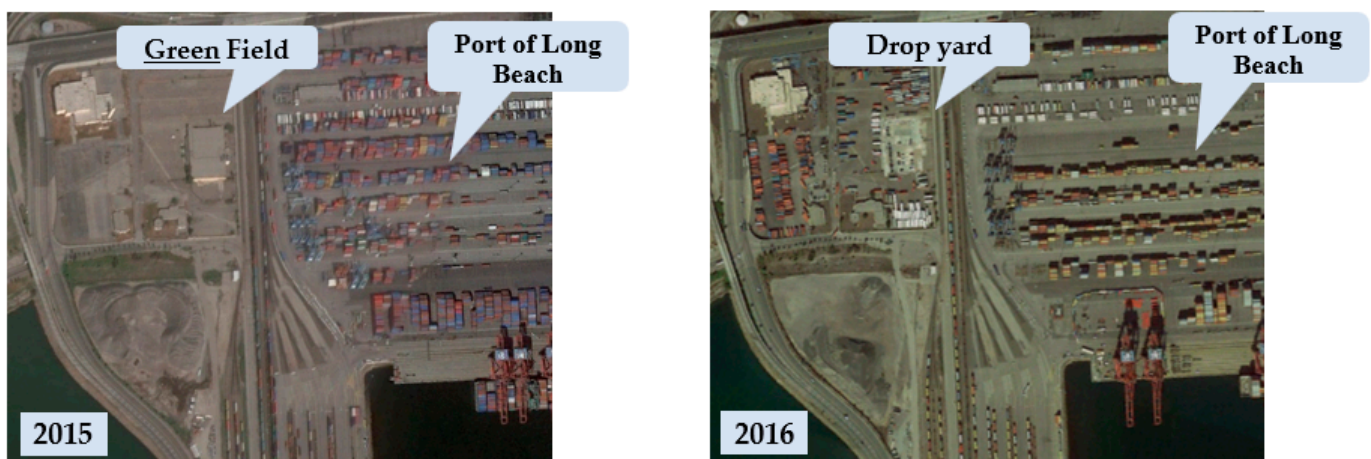 Green Field
Port of Long
Beach
2015
Drop yard
Port of Long
Beach
2016